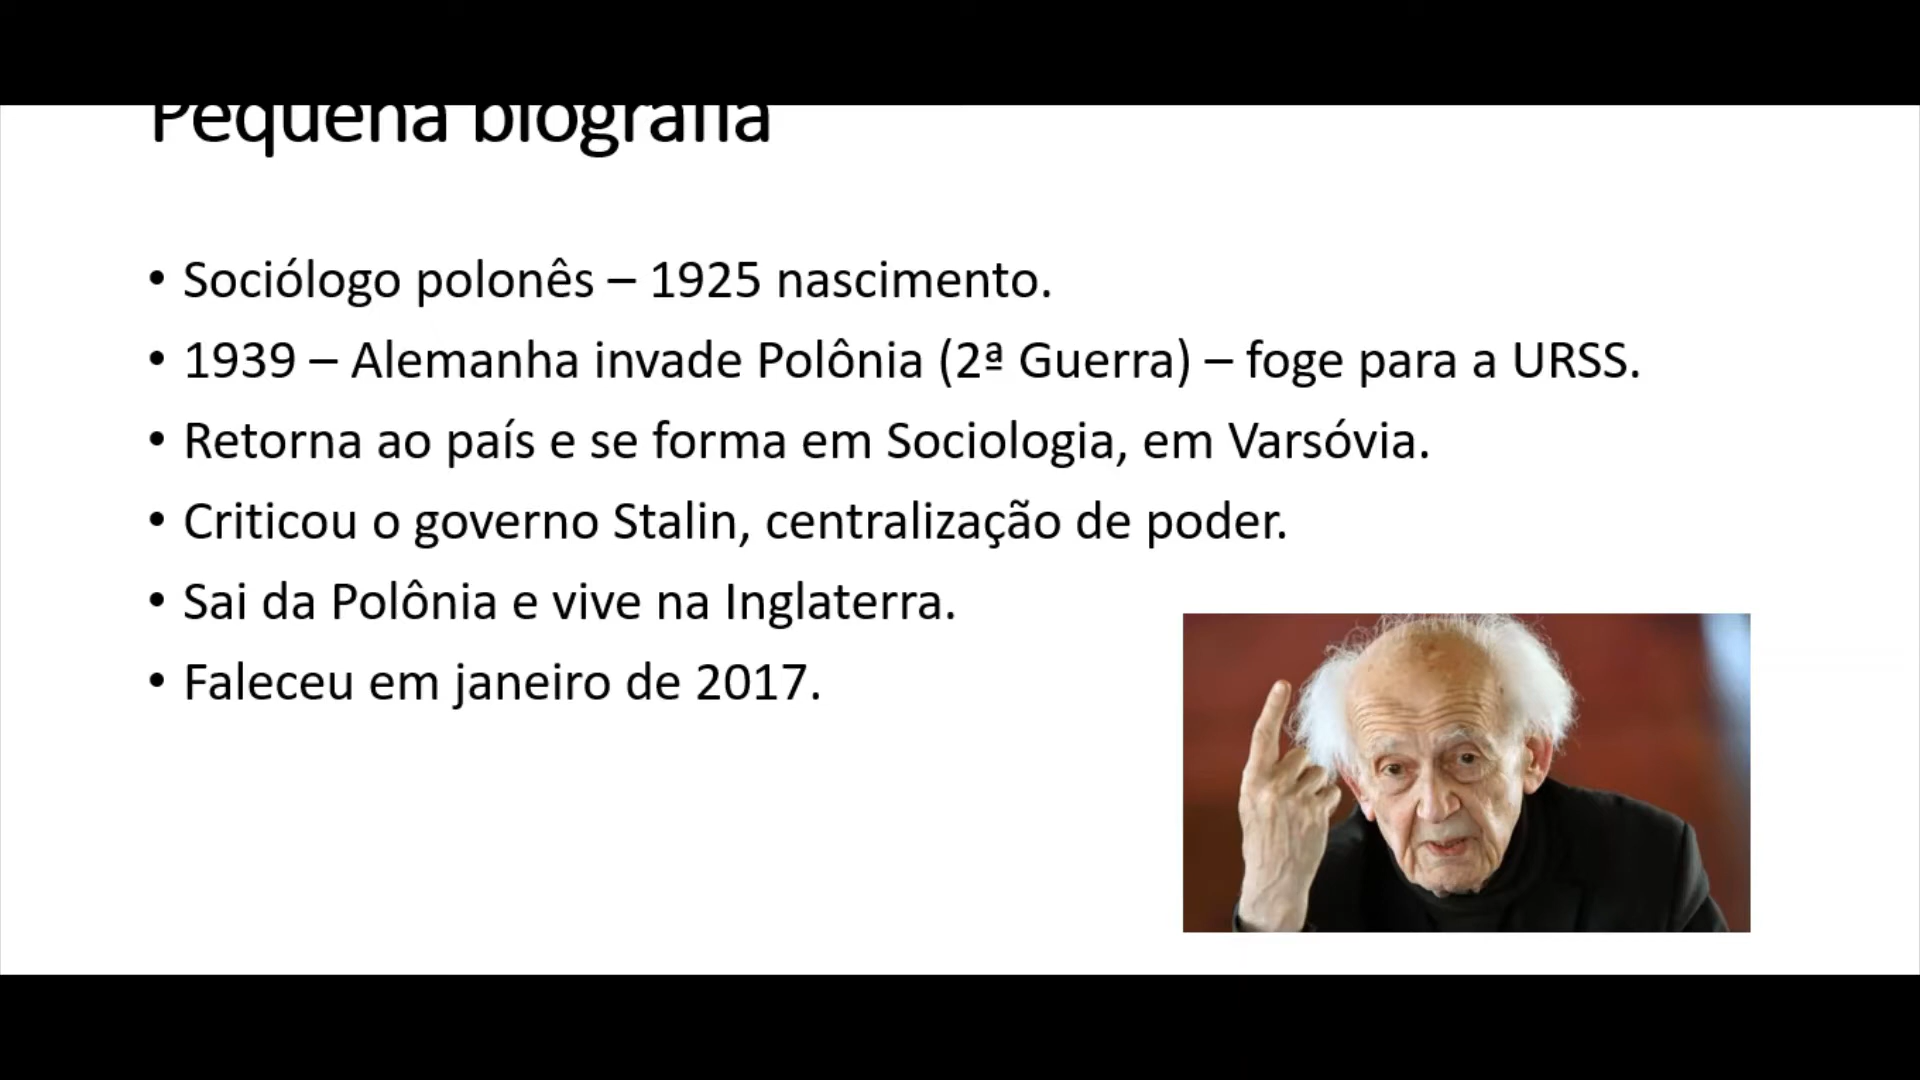 Pequena biografia
• Sociólogo polonês – 1925 nascimento.
• 1939 – Alemanha invade Polônia (2ª Guerra) – foge para a URSS.
• Retorna ao país e se forma em Sociologia, em Varsóvia.
• Criticou o governo Stalin, centralização de poder.
• Sai da Polônia e vive na Inglaterra.
• Faleceu em janeiro de 2017.